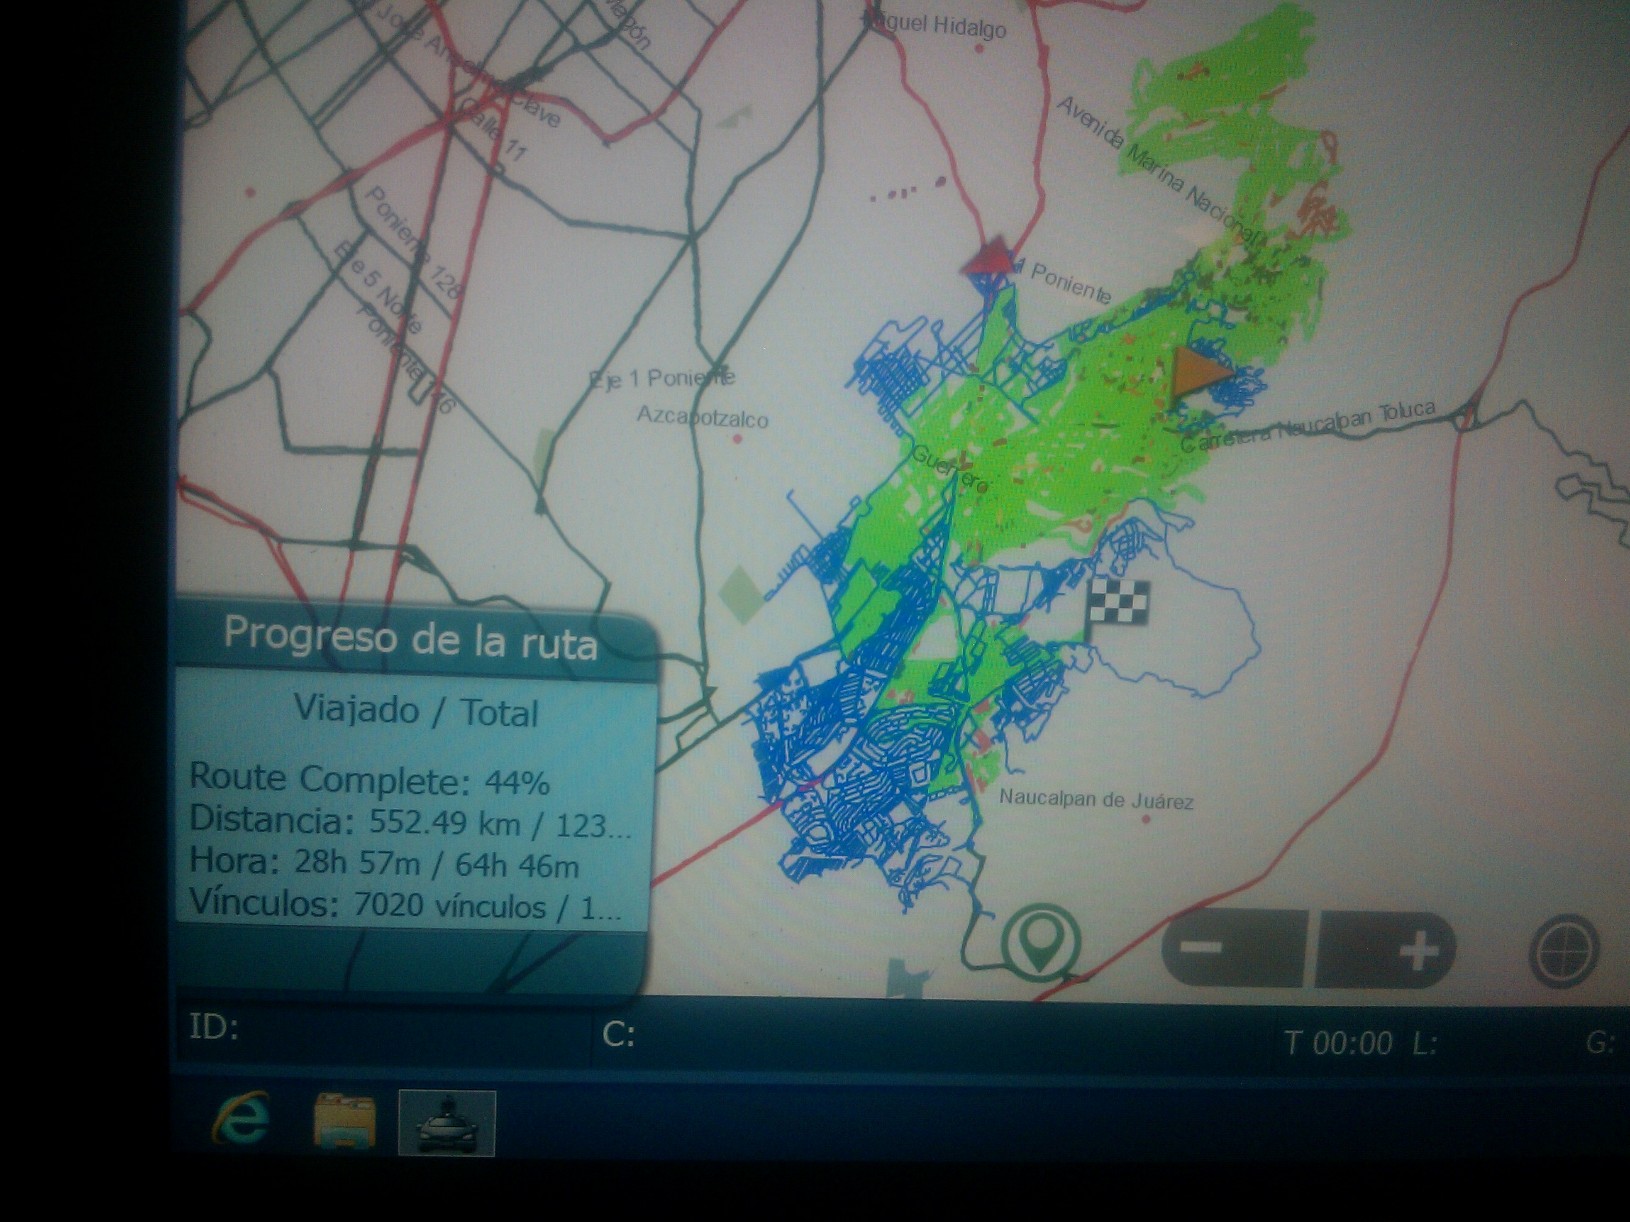 Miguel Hidalgo
José Anselmo Clave
Calle 11
Avenida Marina Nacional
Poniente 128
Eje 5 Norte
Poniente 146
1 Poniente
Eje 1 Poniente
Azcapotzalco
Carretera Naucalpan Toluca
Guerrero
Naucalpan de Juárez
Progreso de la ruta
Viajado / Total
Route Complete: 44%
Distancia: 552.49 km / 123...
Hora: 28h 57m / 64h 46m
Vínculos: 7020 vínculos / 1...
ID: C: T 00:00 L: G: